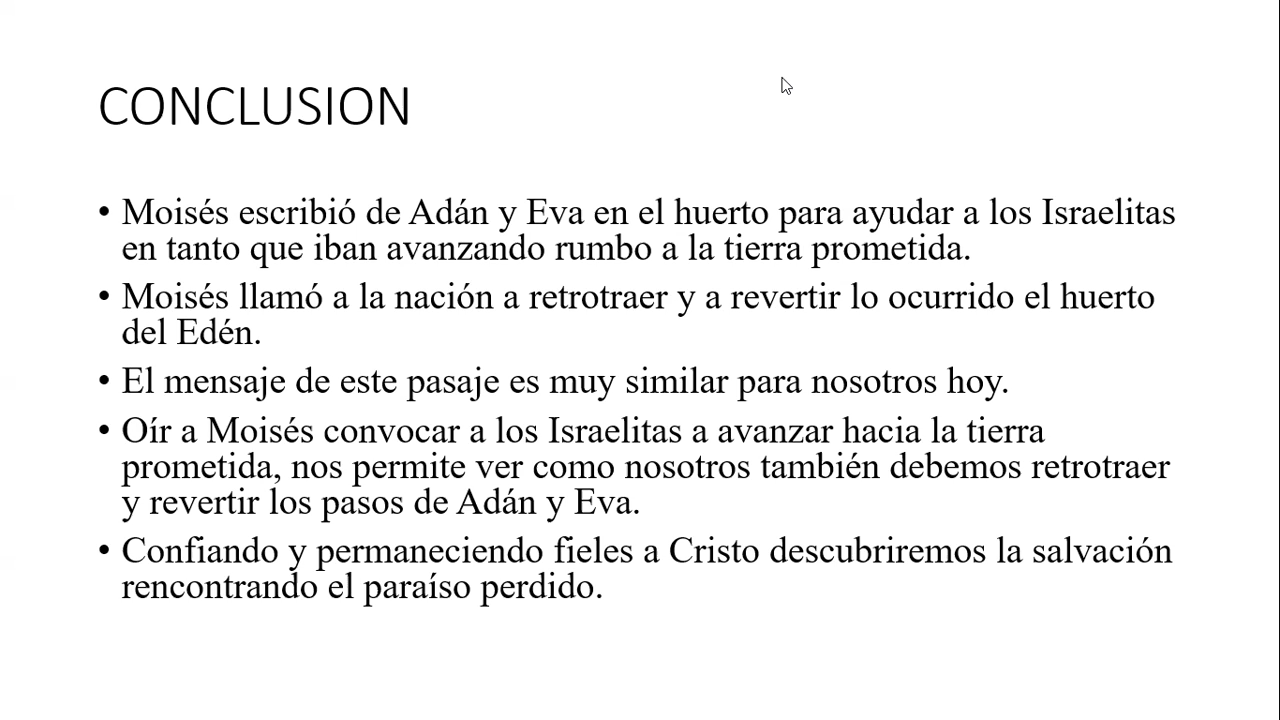 CONCLUSION
• Moisés escribió de Adán y Eva en el huerto para ayudar a los Israelitas
en tanto que iban avanzando rumbo a la tierra prometida.
• Moisés llamó a la nación a retrotraer y a revertir lo ocurrido el huerto
del Edén.
• El mensaje de este pasaje es muy similar para nosotros hoy.
• Oír a Moisés convocar a los Israelitas a avanzar hacia la tierra
prometida, nos permite ver como nosotros también debemos retrotraer
y revertir los pasos de Adán y Eva.
• Confiando y permaneciendo fieles a Cristo descubriremos la salvación
rencontrando el paraíso perdido.